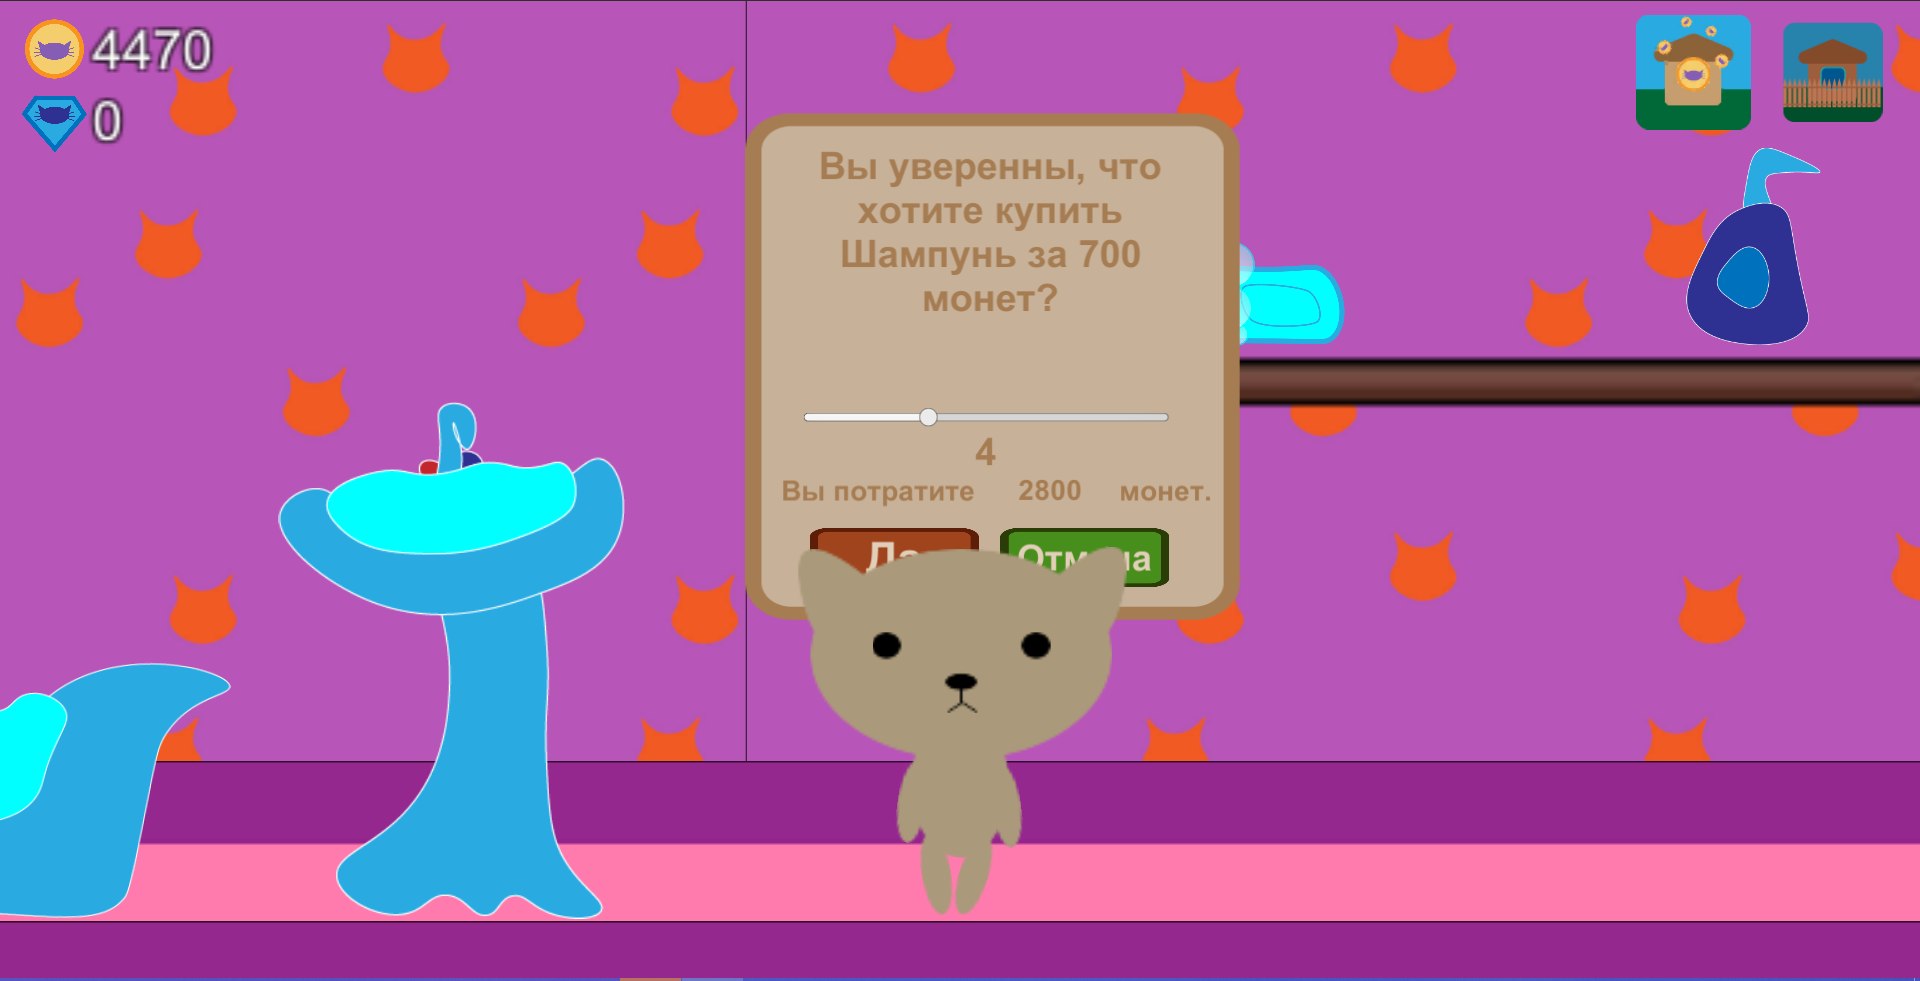 4470
0
Вы уверенны, что
хотите купить
Шампунь за 700
монет?
4
Вы потратите 2800 монет.